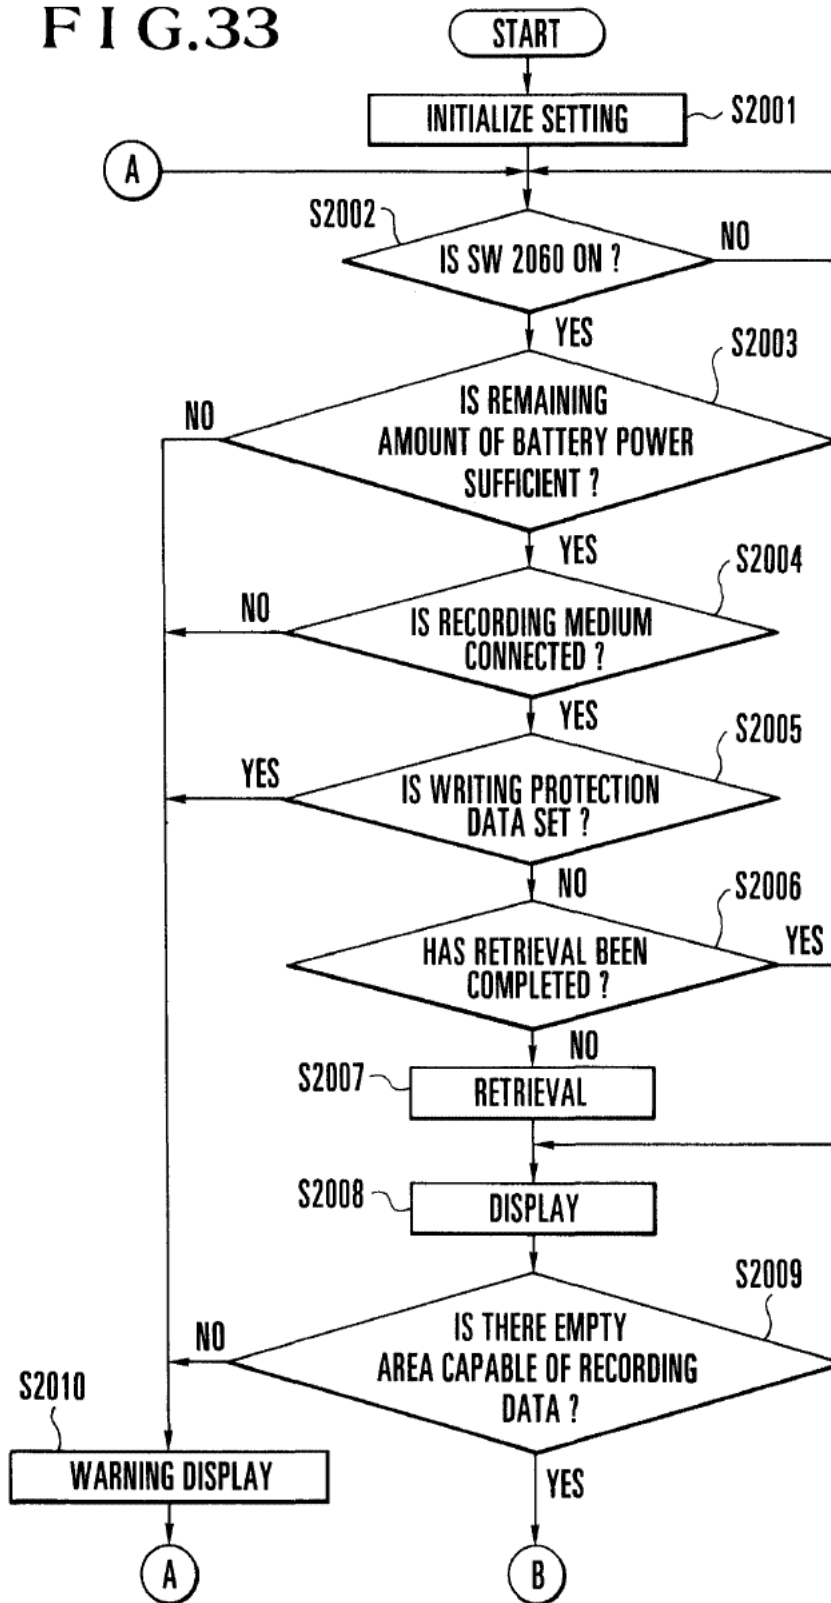 FIG.33
START
INITIALIZE SETTING
S2001
A
S2002
IS SW 2060 ON ?
NO
YES
S2003
IS REMAINING
AMOUNT OF BATTERY POWER
SUFFICIENT ?
NO
YES
S2004
IS RECORDING MEDIUM
CONNECTED ?
NO
YES
S2005
IS WRITING PROTECTION
DATA SET ?
YES
NO
S2006
HAS RETRIEVAL BEEN
COMPLETED ?
YES
NO
S2007
RETRIEVAL
S2008
DISPLAY
S2009
IS THERE EMPTY
AREA CAPABLE OF RECORDING
DATA ?
NO
S2010
WARNING DISPLAY
YES
A
B